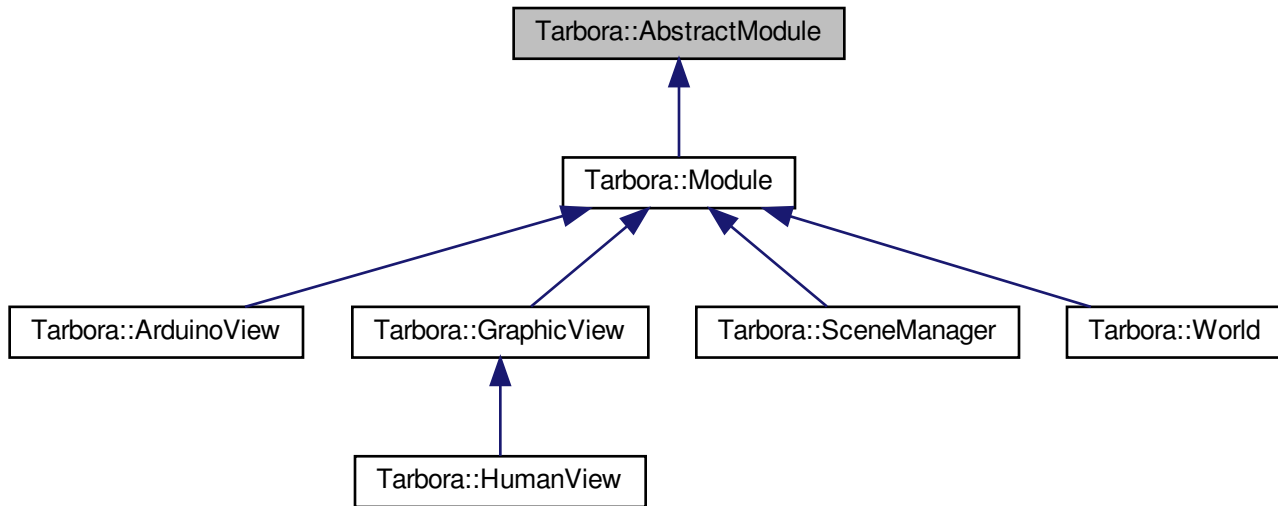 Tarbora::AbstractModule
Tarbora::Module
Tarbora::ArduinoView
Tarbora::GraphicView
Tarbora::SceneManager
Tarbora::World
Tarbora::HumanView